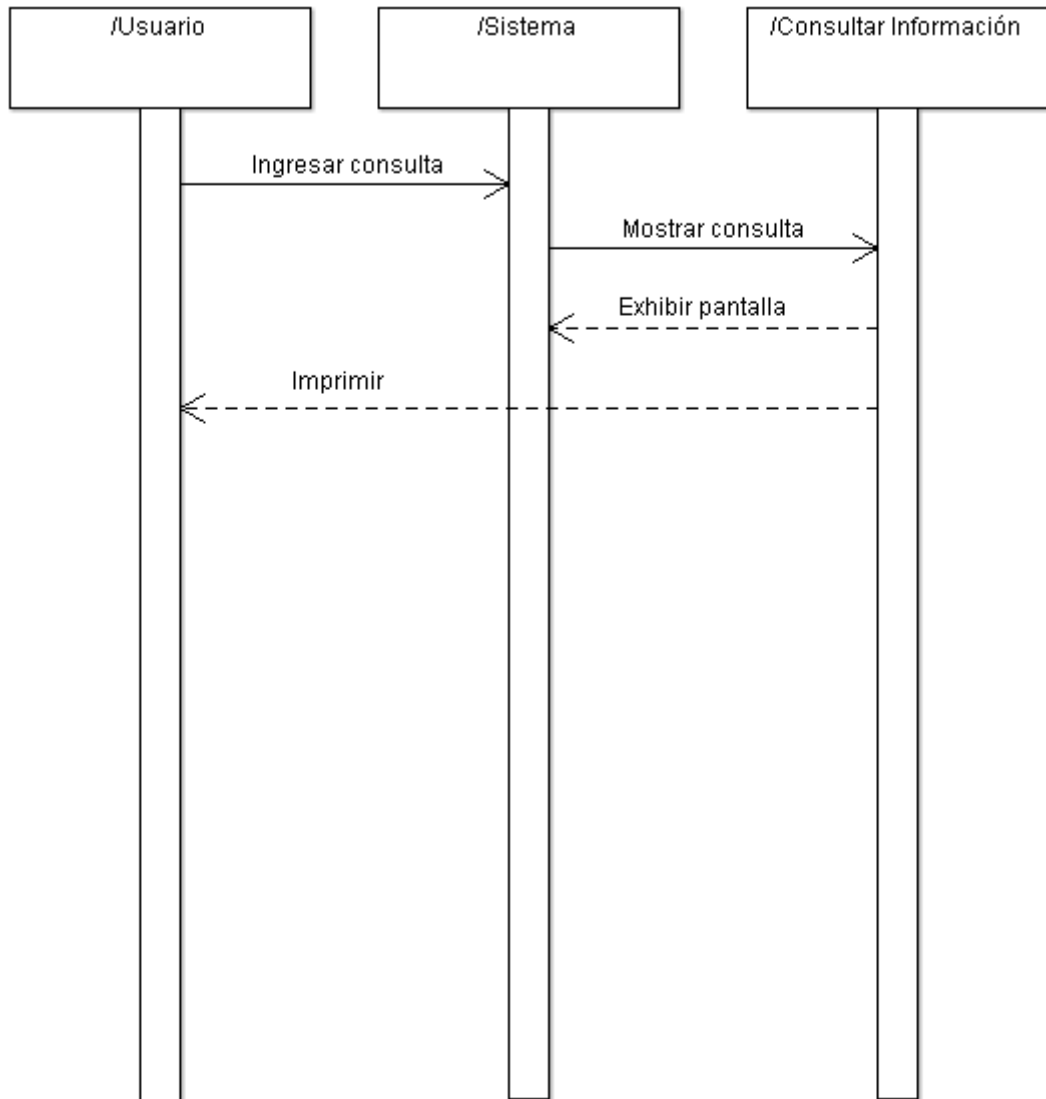 /Usuario
/Sistema
/Consultar Información
Ingresar consulta
Mostrar consulta
Exhibir pantalla
Imprimir